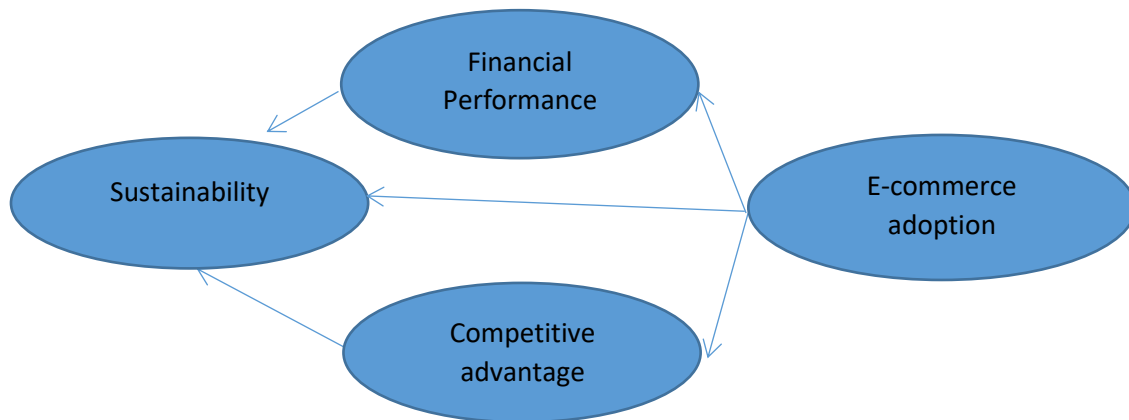 Financial
Performance
Sustainability
E-commerce
adoption
Competitive
advantage